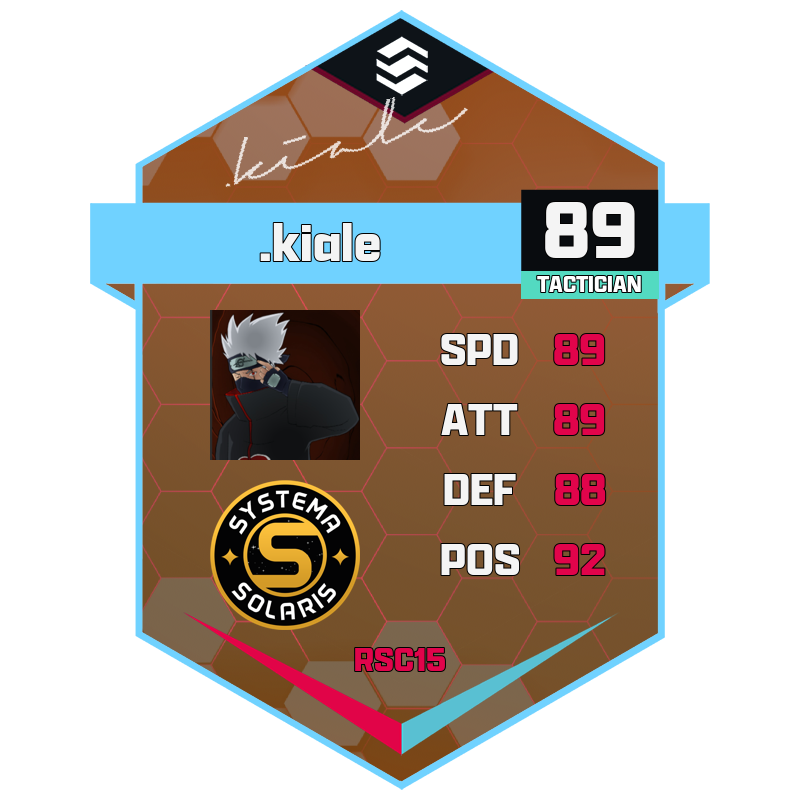 .kiale
.kiale
89
TACTICIAN
SPD 89
ATT 89
DEF 88
POS 92
SYSTEMA
S
SOLARIS
RSC15